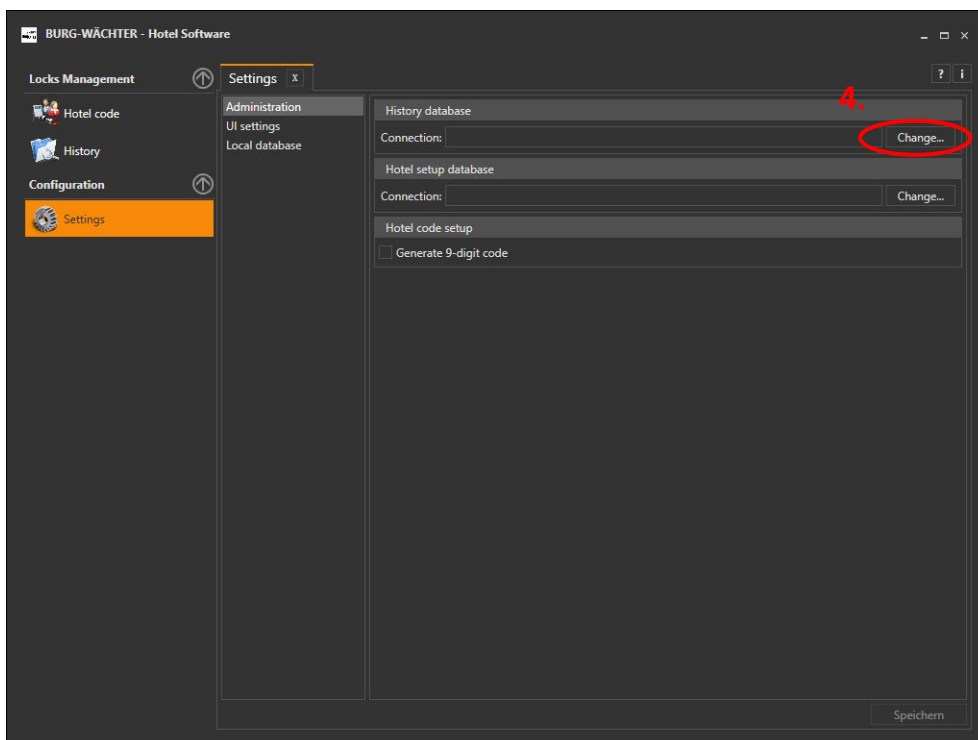 BURG-WÄCHTER - Hotel Software
Locks Management
Hotel code
History
Configuration
Settings
Settings X
? i
Administration
UI settings
Local database
4.
History database
Connection: Change...
Hotel setup database
Connection: Change...
Hotel code setup
Generate 9-digit code
Speichern